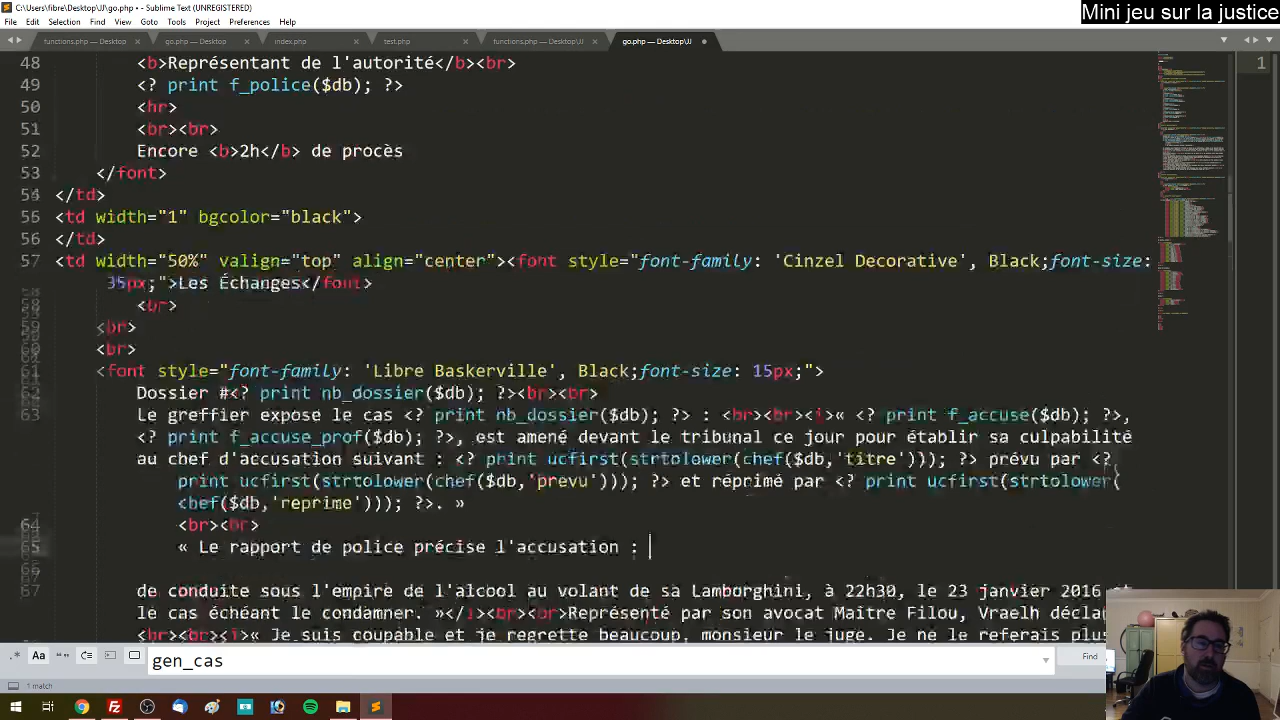 C:\Users\fibre\Desktop\JJ\go.php • - Sublime Text (UNREGISTERED)
Mini jeu sur la justice
File Edit Selection Find View Goto Tools Project Preferences Help
functions.php — Desktop × go.php — Desktop × index.php × test.php × functions.php — Desktop\JJ × go.php — Desktop\JJ •
48 <b>Représentant de l'autorité</b><br>
1
49 <? print f_police($db); ?>
50 <hr>
51 <br><br>
52 Encore <b>2h</b> de procès
53 </font>
54 </td>
56 <td width="1" bgcolor="black">
56 </td>
57 <td width="50%" valign="top" align="center"><font style="font-family: 'Cinzel Decorative', Black;font-size:
35px;">Les Échanges</font>
58 <br>
59 <br>
60 <br>
61 <font style="font-family: 'Libre Baskerville', Black;font-size: 15px;">
62 Dossier #<? print nb_dossier($db); ?><br><br>
63 Le greffier expose le cas <? print nb_dossier($db); ?> : <br><br><i>« <? print f_accuse($db); ?>,
<? print f_accuse_prof($db); ?>, est amené devant le tribunal ce jour pour établir sa culpabilité
au chef d'accusation suivant : <? print ucfirst(strtolower(chef($db,'titre'))); ?> prévu par <?
print ucfirst(strtolower(chef($db,'prevu'))); ?> et réprimé par <? print ucfirst(strtolower(
chef($db,'reprime'))); ?>. »
64 <br><br>
65 « Le rapport de police précise l'accusation :
67 de conduite sous l'empire de l'alcool au volant de sa Lamborghini, à 22h30, le 23 janvier 2016 et
le cas échéant le condamner. »</i><br><br>Représenté par son avocat Maître Filou, Vraelh
<br><br><i>« Je suis coupable et je regrette beaucoup, monsieur le juge. Je ne le referais plus
.* Aa “” gen_cas Find
1 match